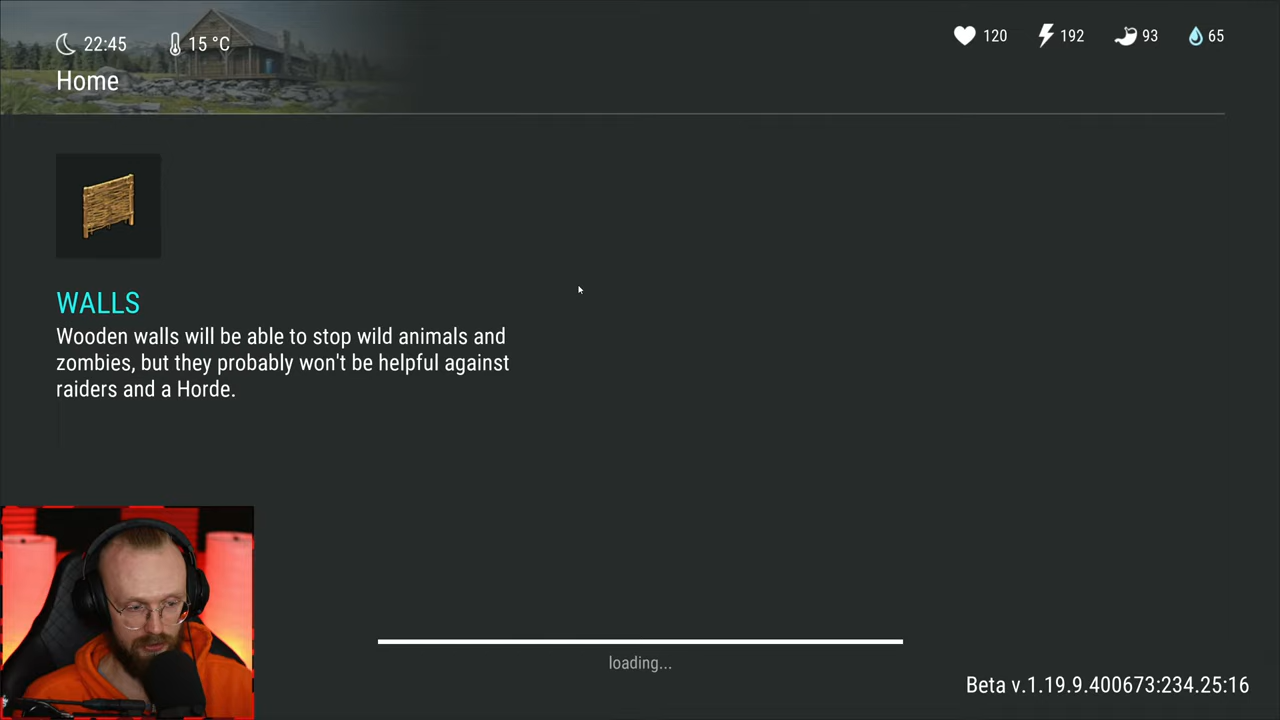 22:45 15 °C 120 192 93 65
Home
WALLS
Wooden walls will be able to stop wild animals and
zombies, but they probably won't be helpful against
raiders and a Horde.
loading...
Beta v.1.19.9.400673:234.25:16